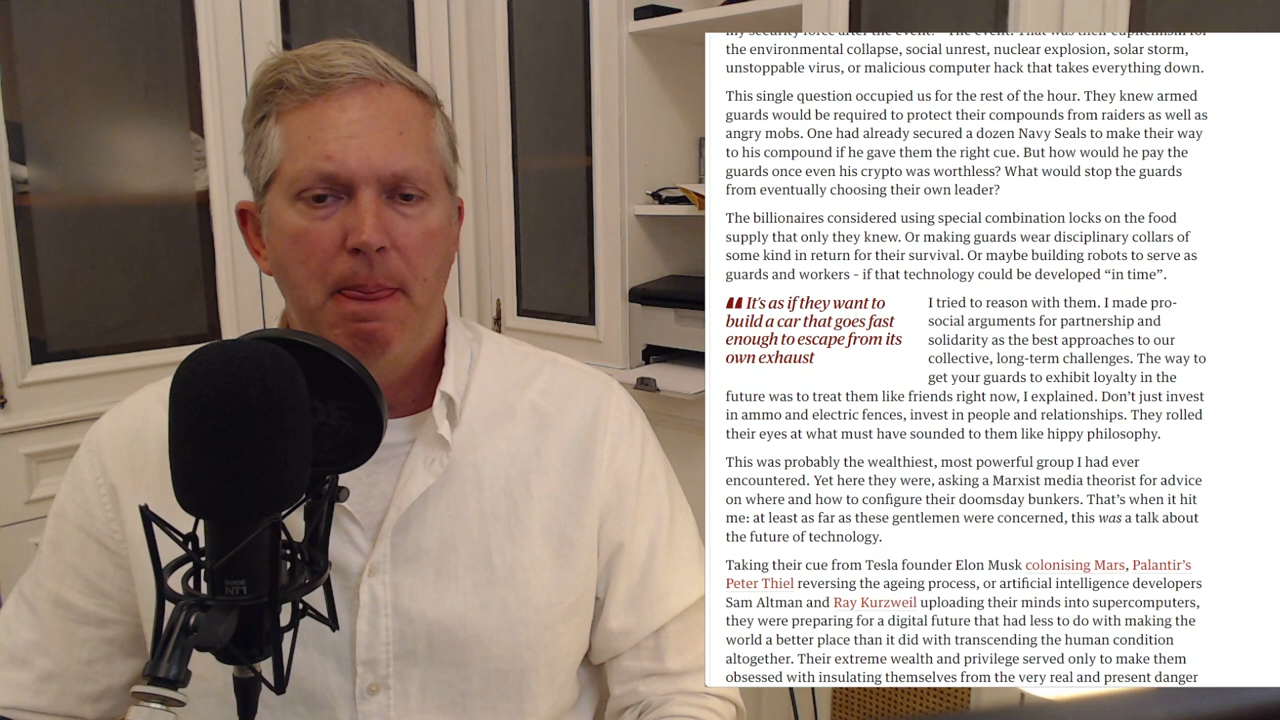 my security force after the event?” The event. That was their euphemism for
the environmental collapse, social unrest, nuclear explosion, solar storm,
unstoppable virus, or malicious computer hack that takes everything down.
This single question occupied us for the rest of the hour. They knew armed
guards would be required to protect their compounds from raiders as well as
angry mobs. One had already secured a dozen Navy Seals to make their way
to his compound if he gave them the right cue. But how would he pay the
guards once even his crypto was worthless? What would stop the guards
from eventually choosing their own leader?
The billionaires considered using special combination locks on the food
supply that only they knew. Or making guards wear disciplinary collars of
some kind in return for their survival. Or maybe building robots to serve as
guards and workers – if that technology could be developed “in time”.
It’s as if they want to
build a car that goes fast
enough to escape from its
own exhaust
I tried to reason with them. I made pro-
social arguments for partnership and
solidarity as the best approaches to our
collective, long-term challenges. The way to
get your guards to exhibit loyalty in the
future was to treat them like friends right now, I explained. Don’t just invest
in ammo and electric fences, invest in people and relationships. They rolled
their eyes at what must have sounded to them like hippy philosophy.
This was probably the wealthiest, most powerful group I had ever
encountered. Yet here they were, asking a Marxist media theorist for advice
on where and how to configure their doomsday bunkers. That’s when it hit
me: at least as far as these gentlemen were concerned, this was a talk about
the future of technology.
Taking their cue from Tesla founder Elon Musk colonising Mars, Palantir’s
Peter Thiel reversing the ageing process, or artificial intelligence developers
Sam Altman and Ray Kurzweil uploading their minds into supercomputers,
they were preparing for a digital future that had less to do with making the
world a better place than it did with transcending the human condition
altogether. Their extreme wealth and privilege served only to make them
obsessed with insulating themselves from the very real and present danger
RØDE
NT1